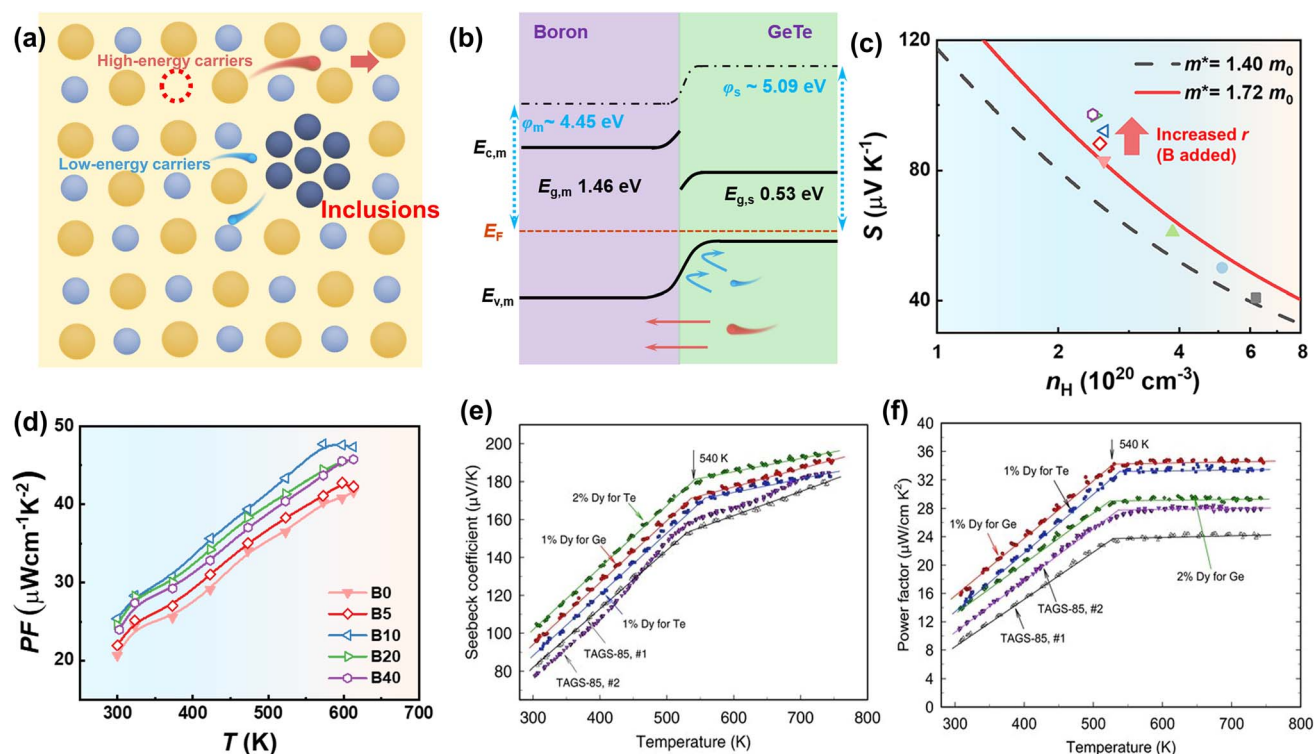 (a)
High-energy carriers
Low-energy carriers
Inclusions
(b)
Boron
GeTe
φm~ 4.45 eV
φs ~ 5.09 eV
Ec,m
Eg,m 1.46 eV
Eg,s 0.53 eV
EF
Ev,m
(c)
120
80
40
S (μV K-1)
m*= 1.40 m0
m*= 1.72 m0
Increased r
(B added)
1 2 4 6 8
nH (10^20 cm-3)
(d)
50
40
30
20
PF (μWcm-1K-2)
B0
B5
B10
B20
B40
300 400 500 600 700
T (K)
(e)
200
180
160
140
120
100
80
Seebeck coefficient (μV/K)
540 K
2% Dy for Te
1% Dy for Ge
1% Dy for Te
TAGS-85, #1
TAGS-85, #2
300 400 500 600 700 800
Temperature (K)
(f)
40
36
32
28
24
20
16
12
8
4
0
Power factor (μW/cm K²)
540 K
1% Dy for Te
1% Dy for Ge
2% Dy for Ge
TAGS-85, #2
TAGS-85, #1
300 400 500 600 700 800
Temperature (K)